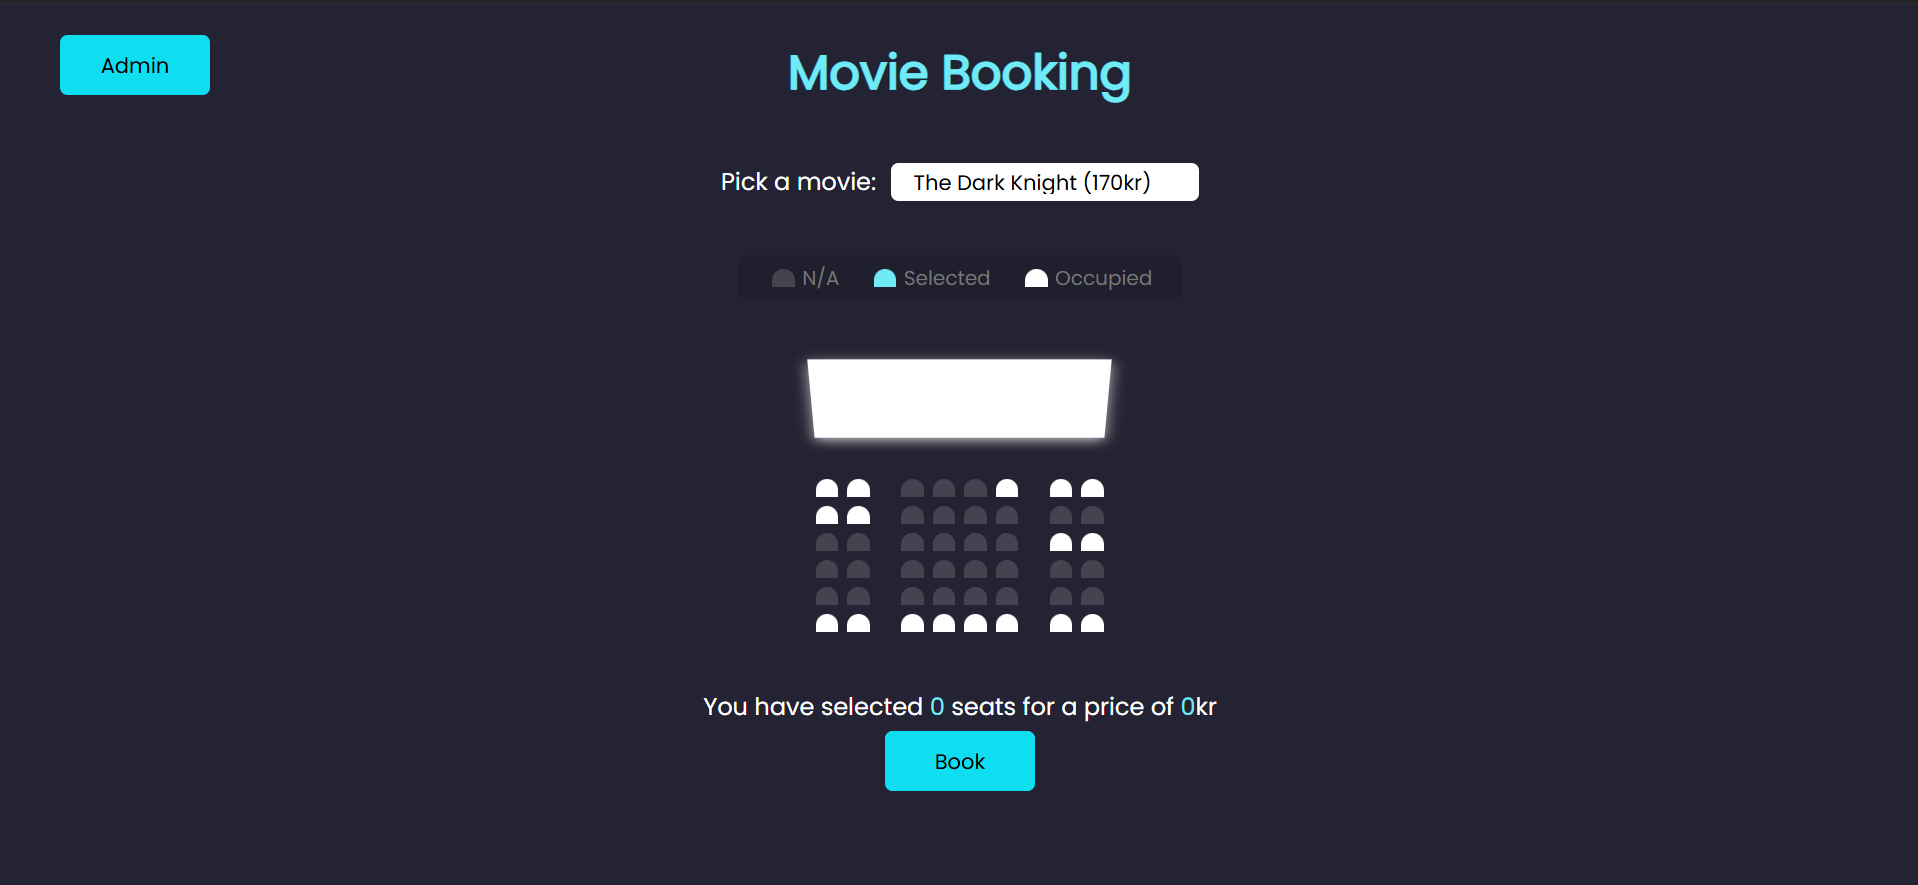 Admin
Movie Booking
Pick a movie: The Dark Knight (170kr)
N/A Selected Occupied
You have selected 0 seats for a price of 0kr
Book